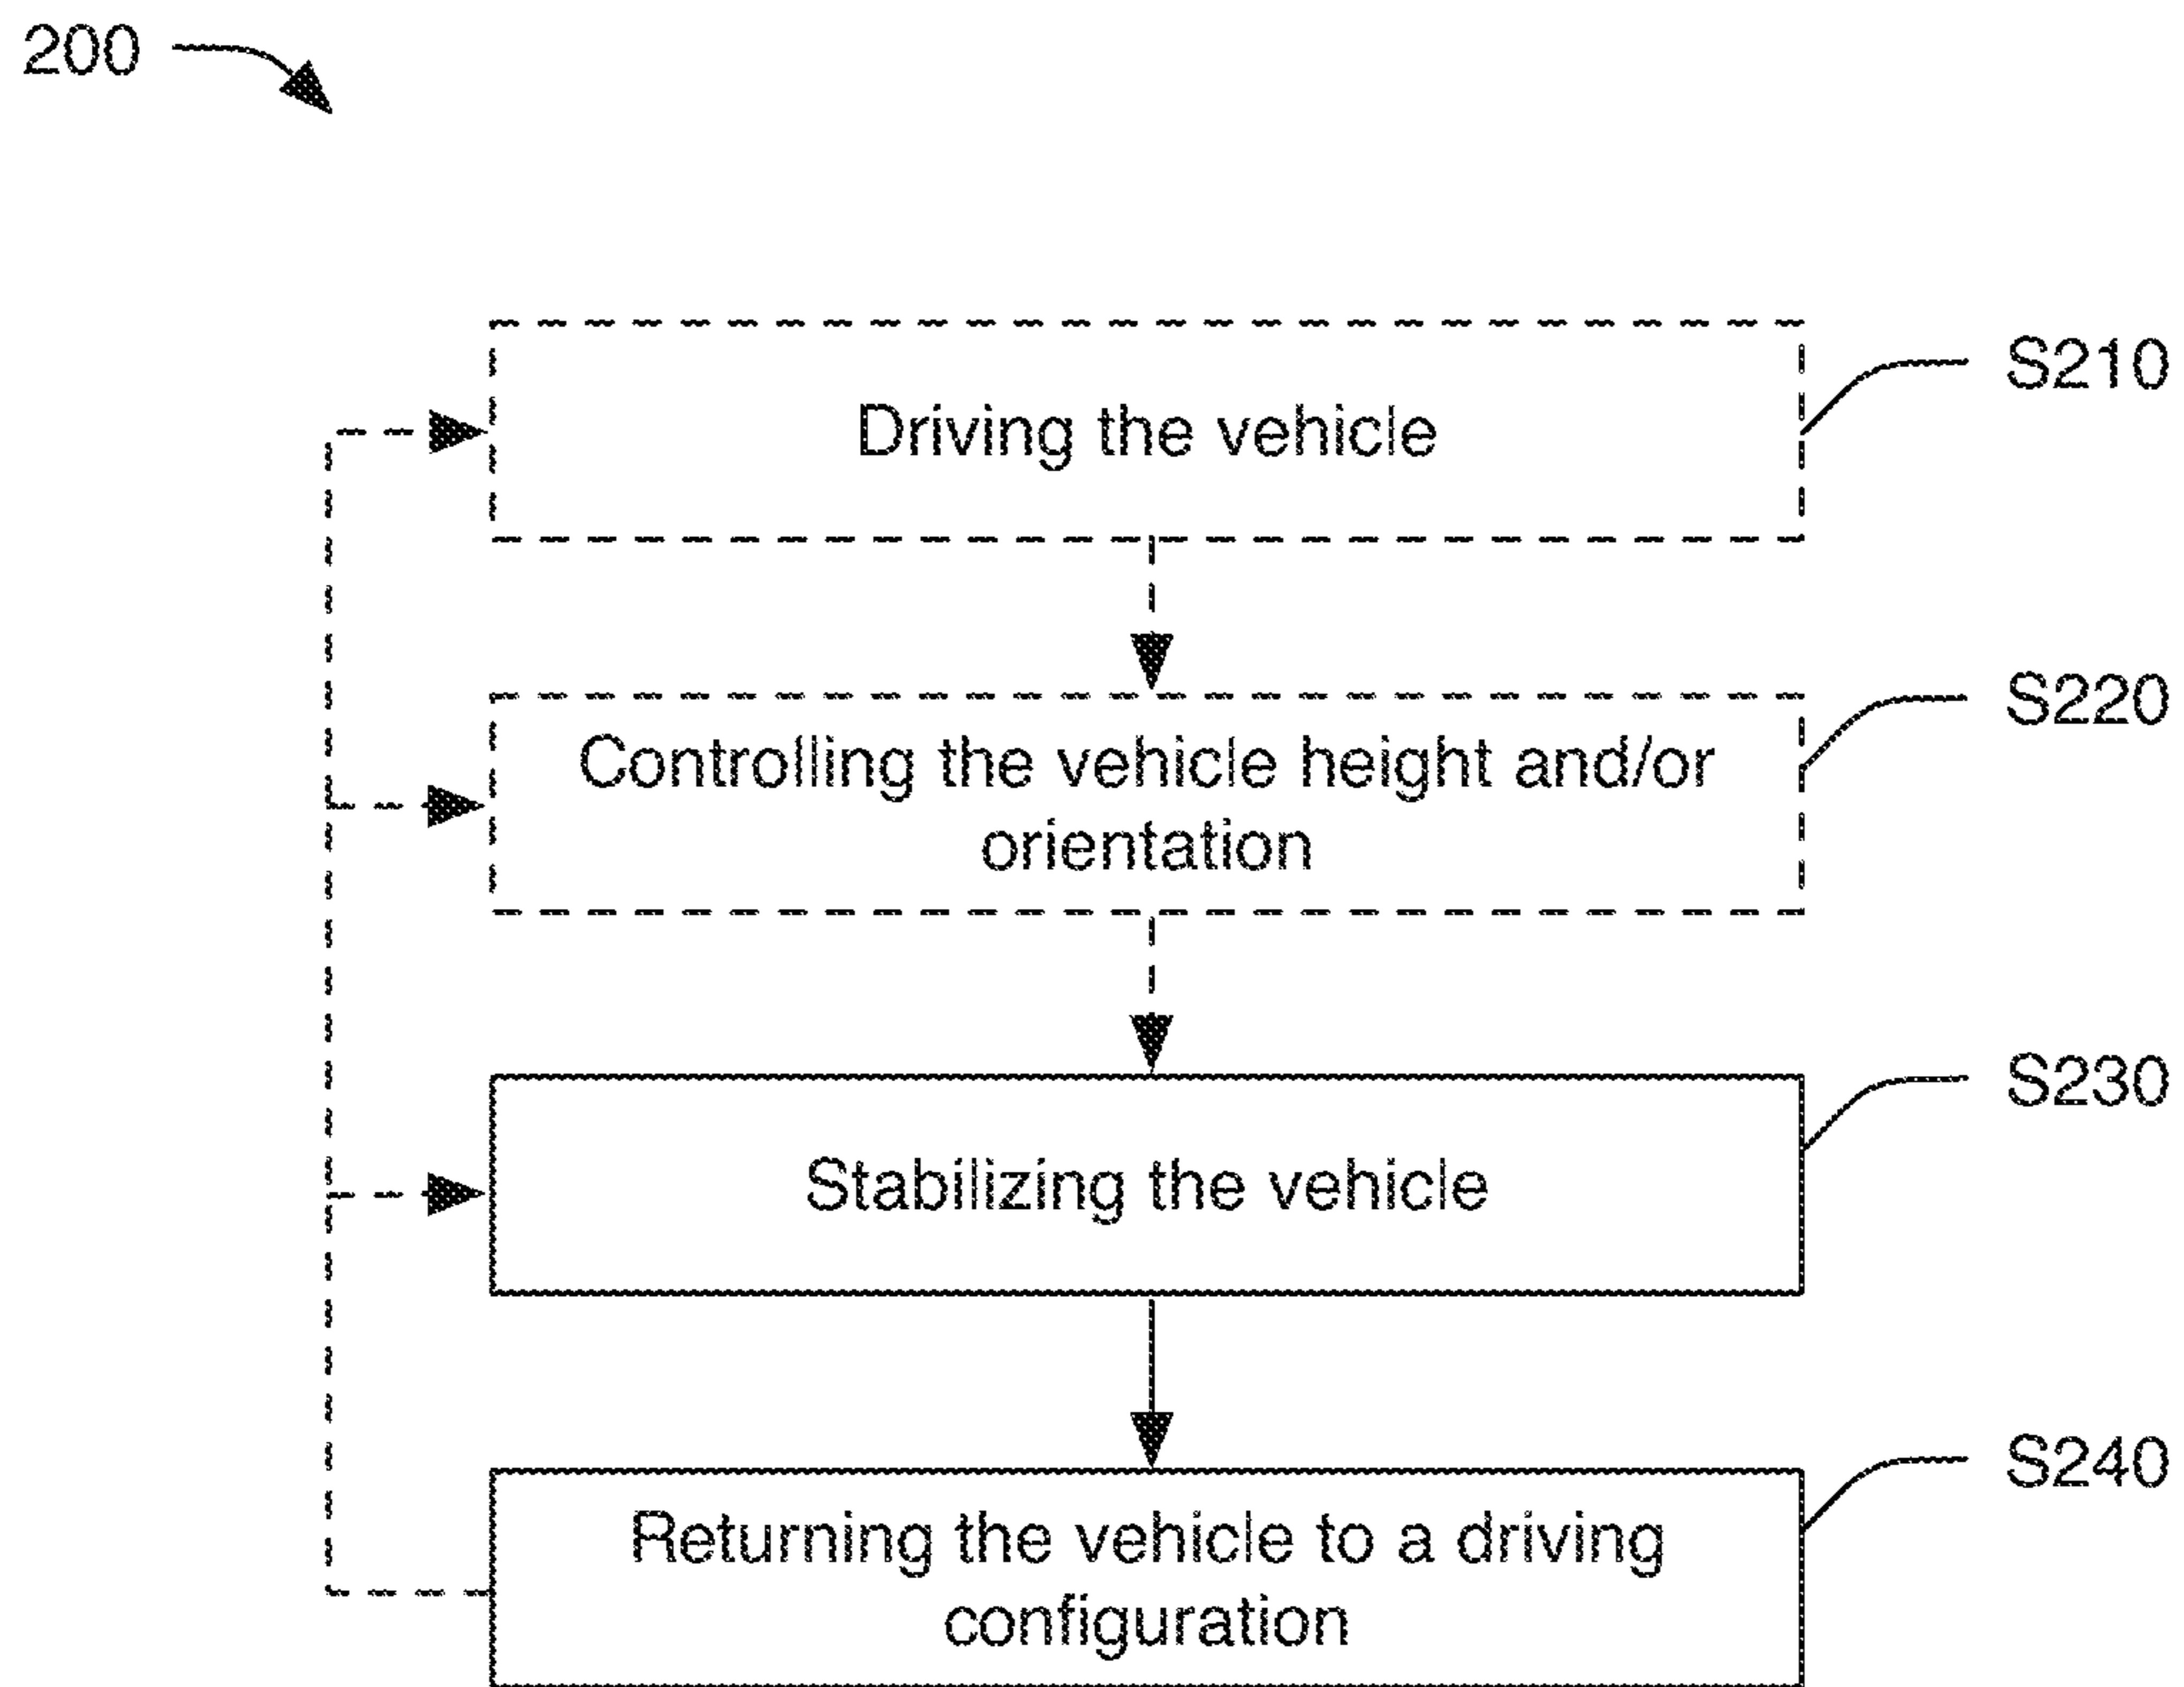 200
Driving the vehicle
S210
Controlling the vehicle height and/or
orientation
S220
Stabilizing the vehicle
S230
Returning the vehicle to a driving
configuration
S240